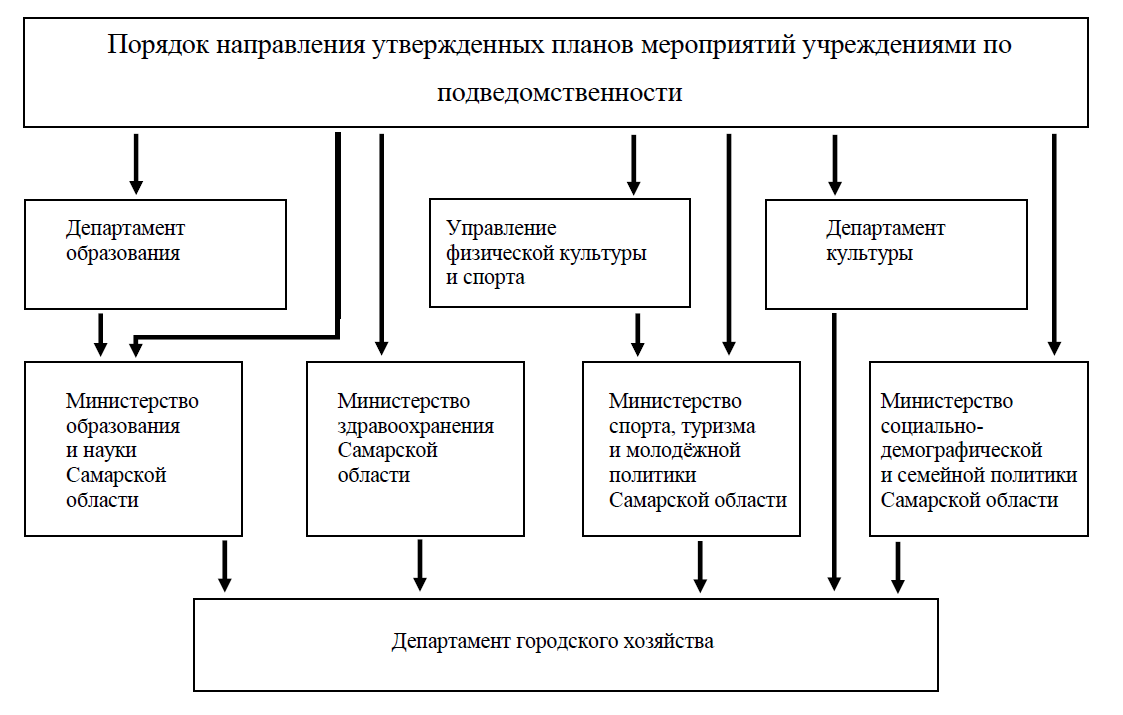 Порядок направления утвержденных планов мероприятий учреждениями по
подведомственности
Департамент
образования
Управление
физической культуры
и спорта
Департамент
культуры
Министерство
образования
и науки
Самарской
области
Министерство
здравоохранения
Самарской
области
Министерство
спорта, туризма
и молодёжной
политики
Самарской области
Министерство
социально-
демографической
и семейной политики
Самарской области
Департамент городского хозяйства